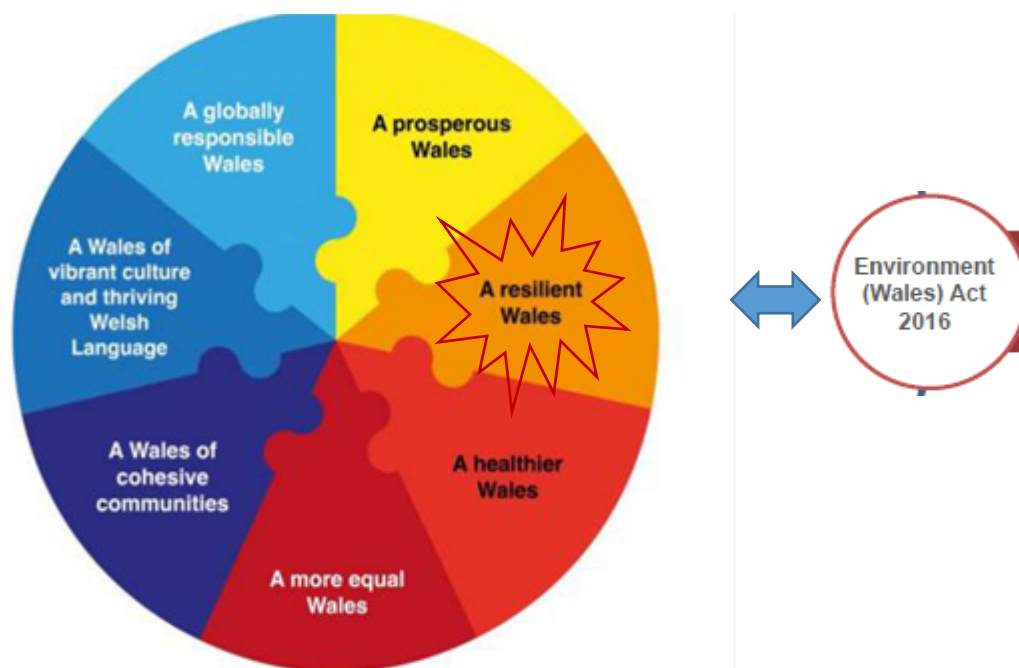 A globally
responsible
Wales
A prosperous
Wales
A Wales of
vibrant culture
and thriving
Welsh
Language
A resilient
Wales
A Wales of
cohesive
communities
A healthier
Wales
A more equal
Wales
Environment
(Wales) Act
2016